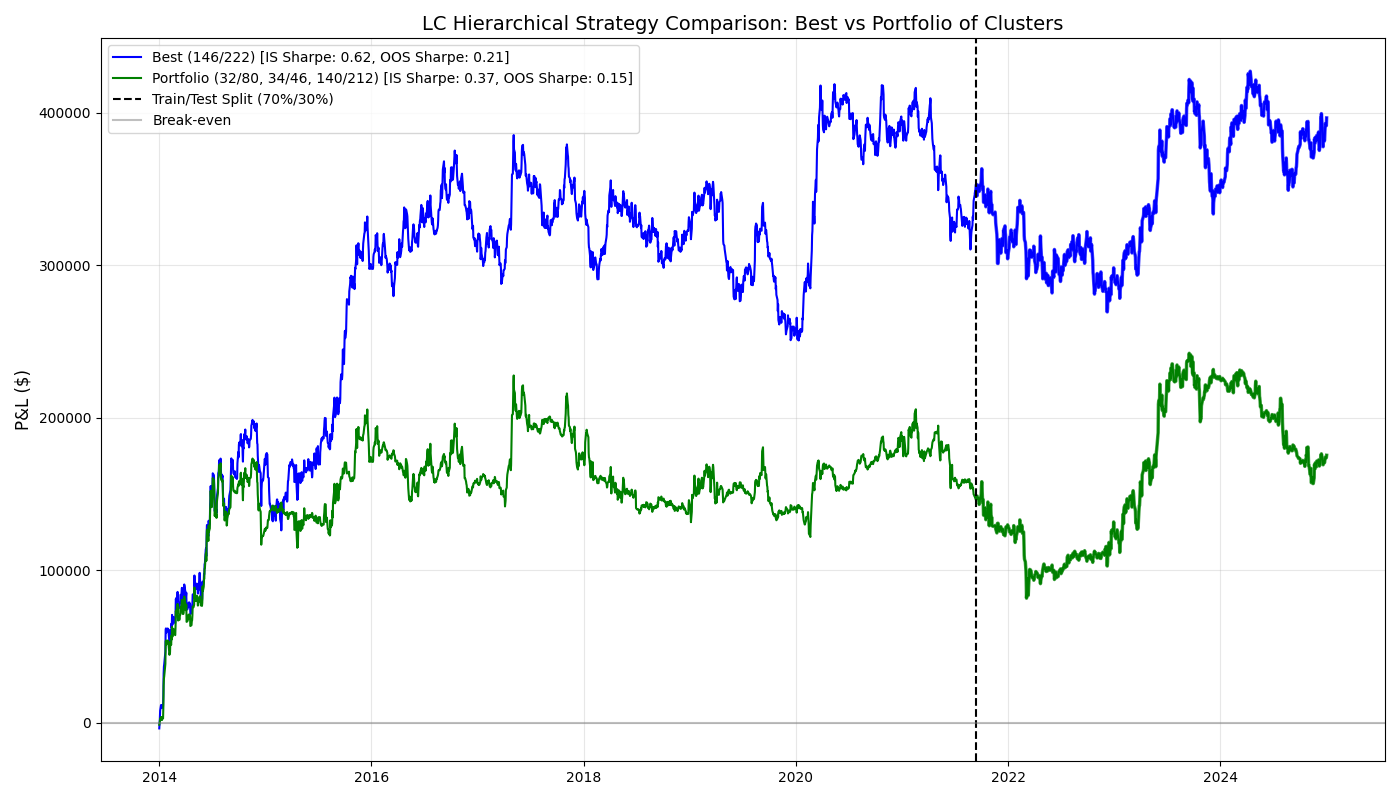 LC Hierarchical Strategy Comparison: Best vs Portfolio of Clusters
Best (146/222) [IS Sharpe: 0.62, OOS Sharpe: 0.21]
Portfolio (32/80, 34/46, 140/212) [IS Sharpe: 0.37, OOS Sharpe: 0.15]
Train/Test Split (70%/30%)
Break-even
P&L ($)
400000
300000
200000
100000
0
2014 2016 2018 2020 2022 2024